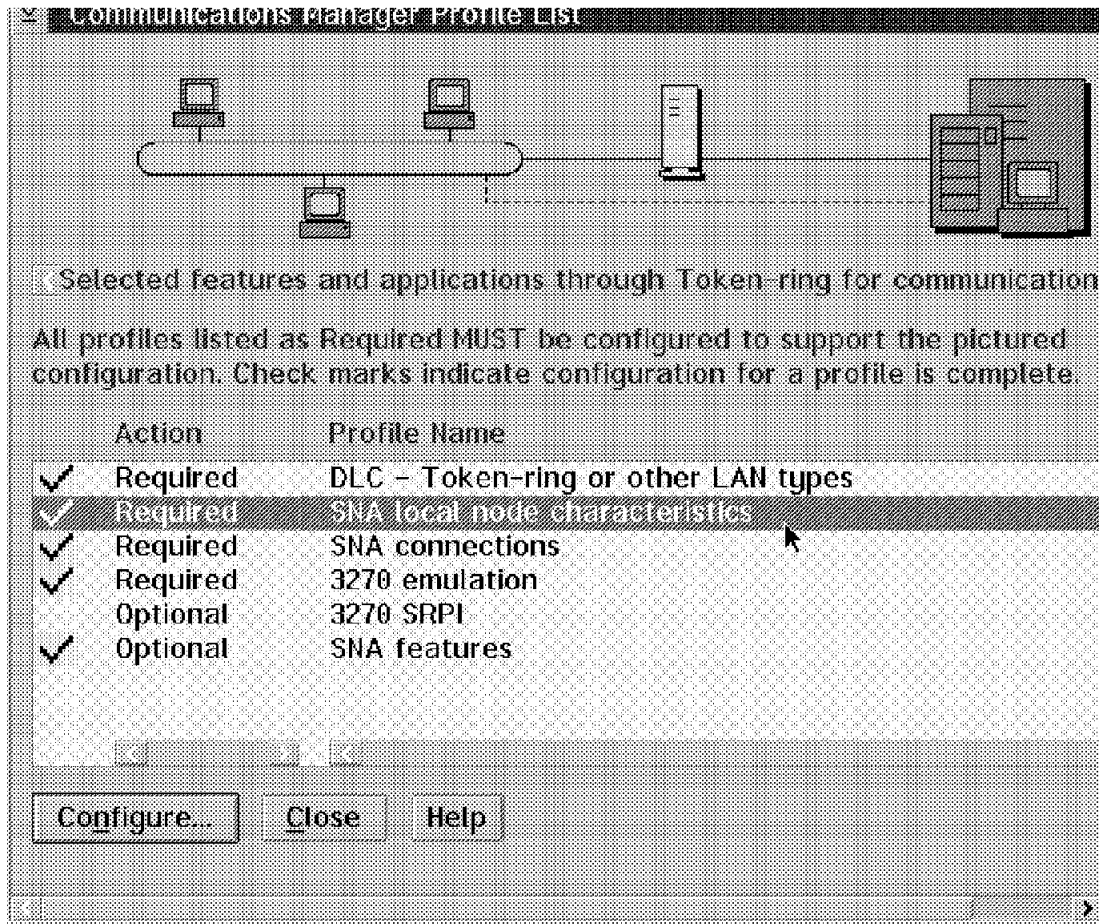 Communications Manager Profile List
Selected features and applications through Token-ring for communication
All profiles listed as Required MUST be configured to support the pictured
configuration. Check marks indicate configuration for a profile is complete.
Action Profile Name
Required DLC - Token-ring or other LAN types
Required SNA local node characteristics
Required SNA connections
Required 3270 emulation
Optional 3270 SRPI
Optional SNA features
Configure... Close Help